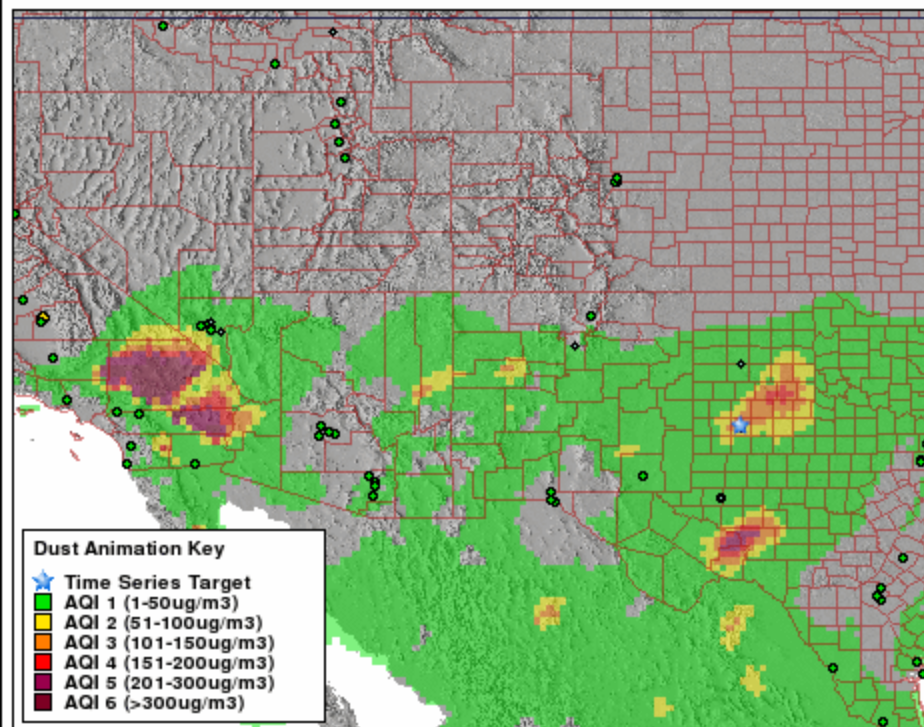 Dust Animation Key
Time Series Target
AQI 1 (1-50ug/m3)
AQI 2 (51-100ug/m3)
AQI 3 (101-150ug/m3)
AQI 4 (151-200ug/m3)
AQI 5 (201-300ug/m3)
AQI 6 (>300ug/m3)